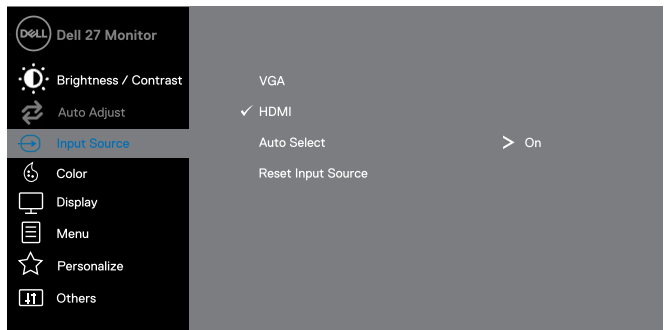 DELL Dell 27 Monitor
Brightness / Contrast
VGA
Auto Adjust
HDMI
Input Source
Auto Select
On
Color
Reset Input Source
Display
Menu
Personalize
Others